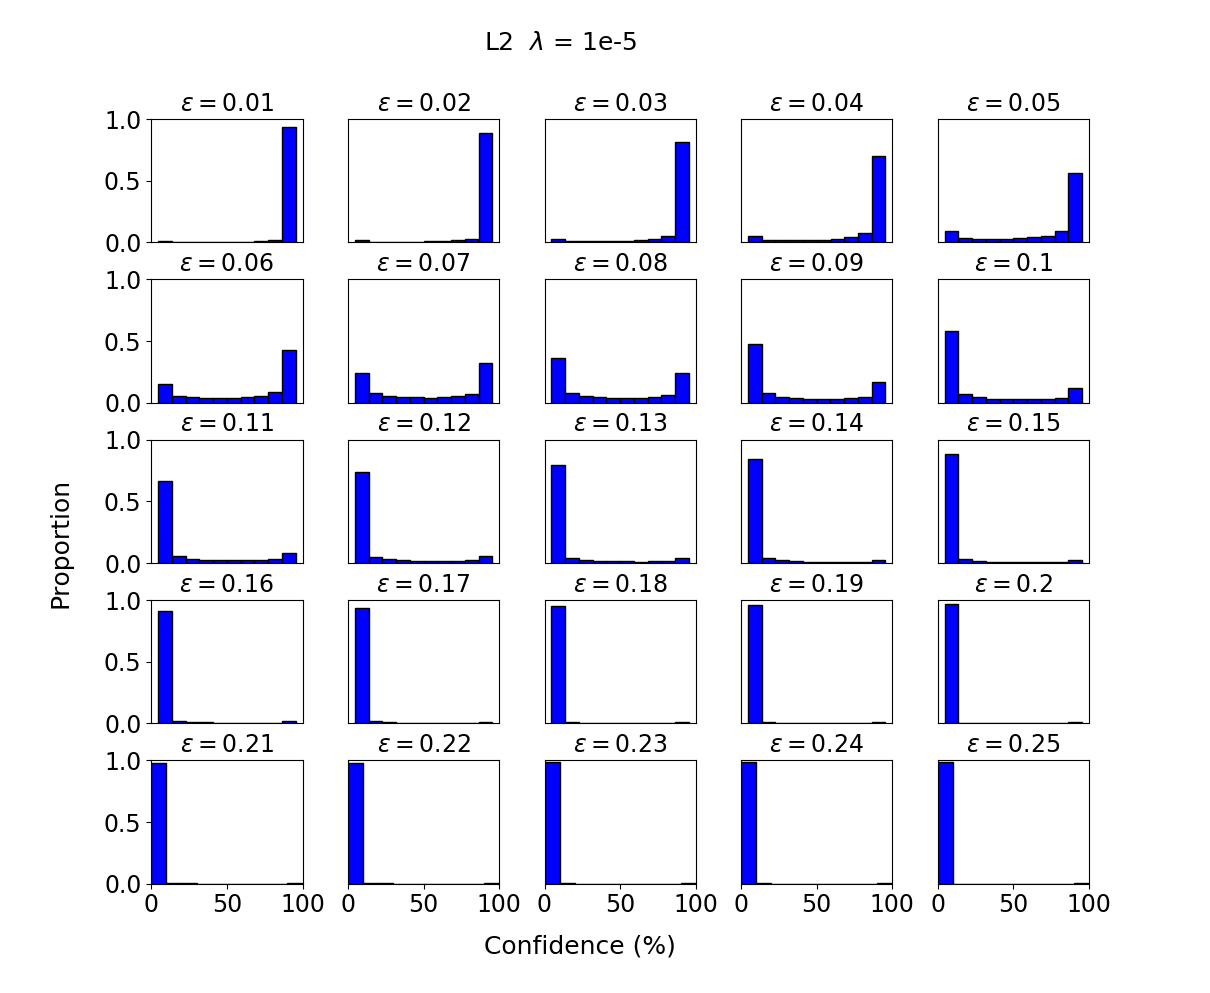 L2 λ = 1e-5
ε = 0.01 ε = 0.02 ε = 0.03 ε = 0.04 ε = 0.05
1.0
0.5
0.0
ε = 0.06 ε = 0.07 ε = 0.08 ε = 0.09 ε = 0.1
1.0
0.5
0.0
ε = 0.11 ε = 0.12 ε = 0.13 ε = 0.14 ε = 0.15
1.0
0.5
0.0
Proportion
ε = 0.16 ε = 0.17 ε = 0.18 ε = 0.19 ε = 0.2
1.0
0.5
0.0
ε = 0.21 ε = 0.22 ε = 0.23 ε = 0.24 ε = 0.25
1.0
0.5
0.0
0 50 100 0 50 100 0 50 100 0 50 100 0 50 100
Confidence (%)